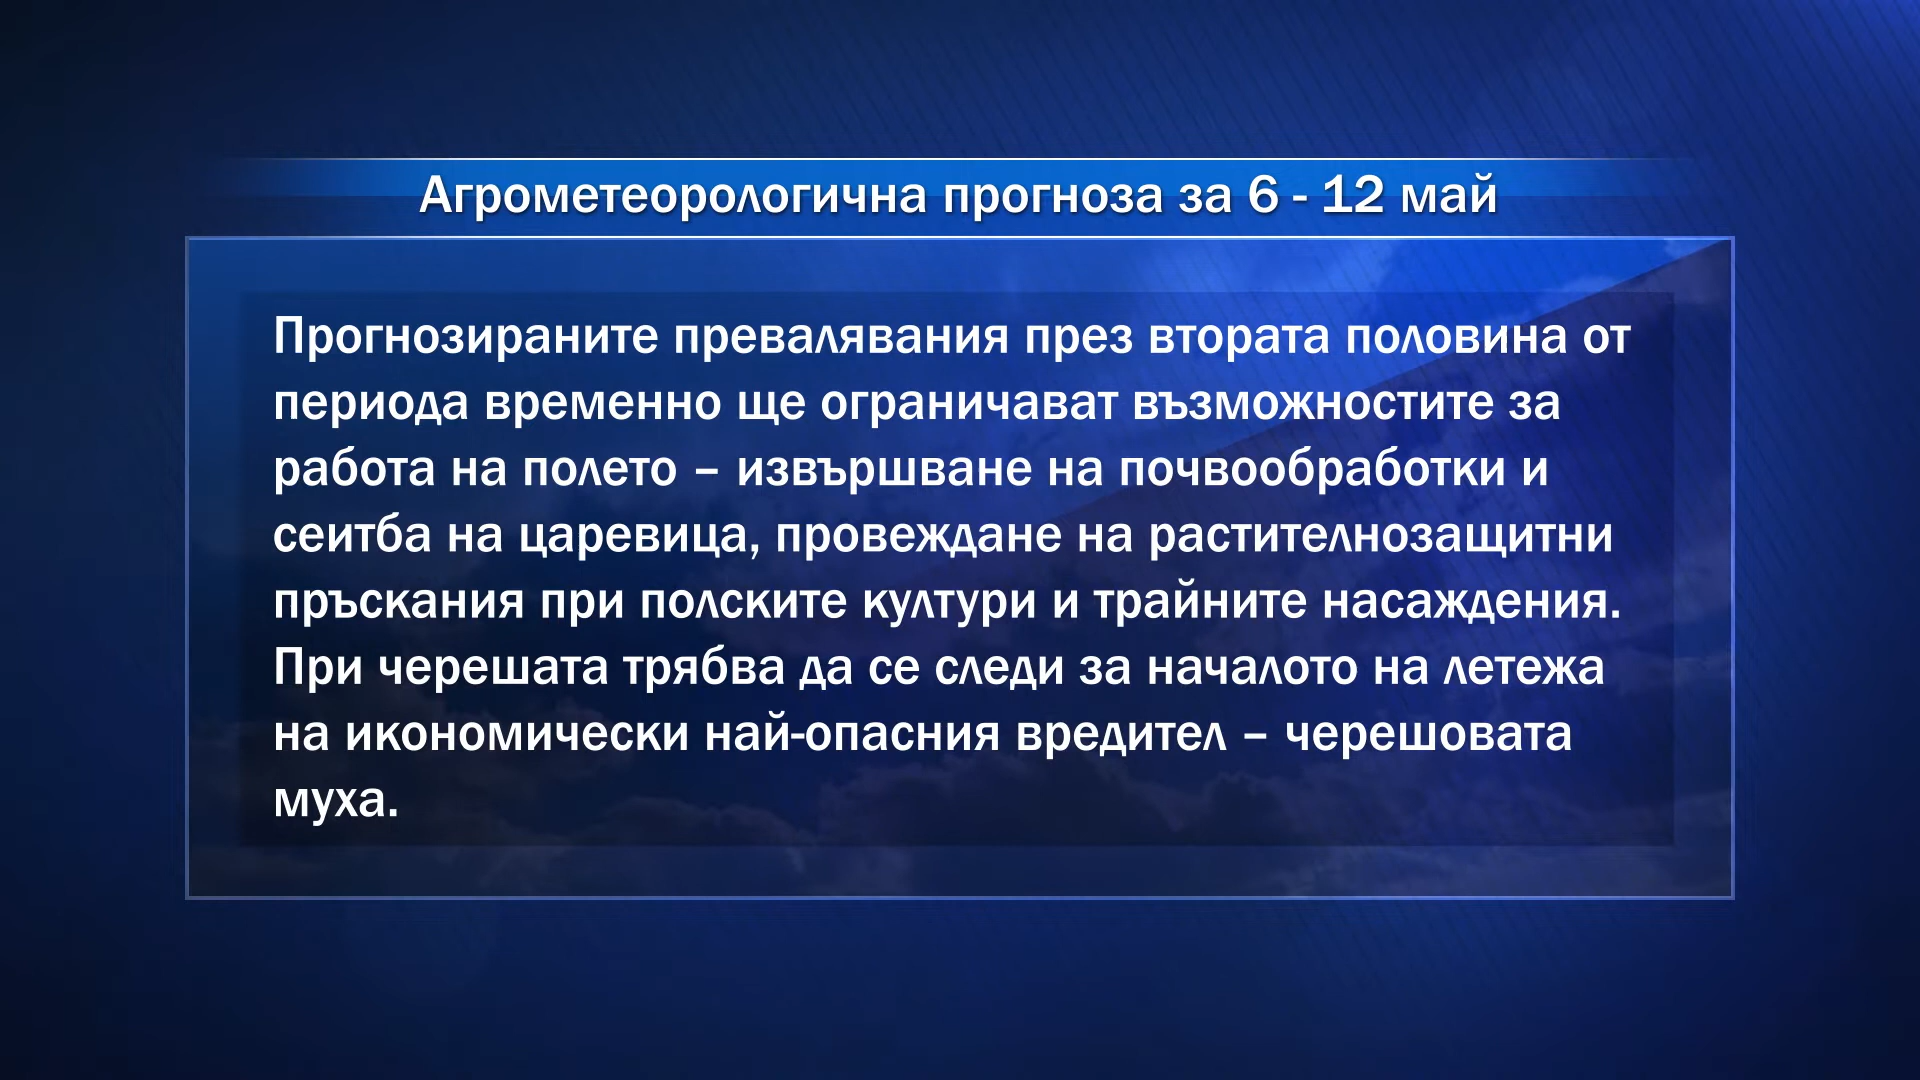 Агрометеорологична прогноза за 6 - 12 май
Прогнозираните превалявания през втората половина от
периода временно ще ограничават възможностите за
работа на полето – извършване на почвообработки и
сеитба на царевица, провеждане на растителнозащитни
пръскания при полските култури и трайните насаждения.
При черешата трябва да се следи за началото на летежа
на икономически най-опасния вредител – черешовата
муха.